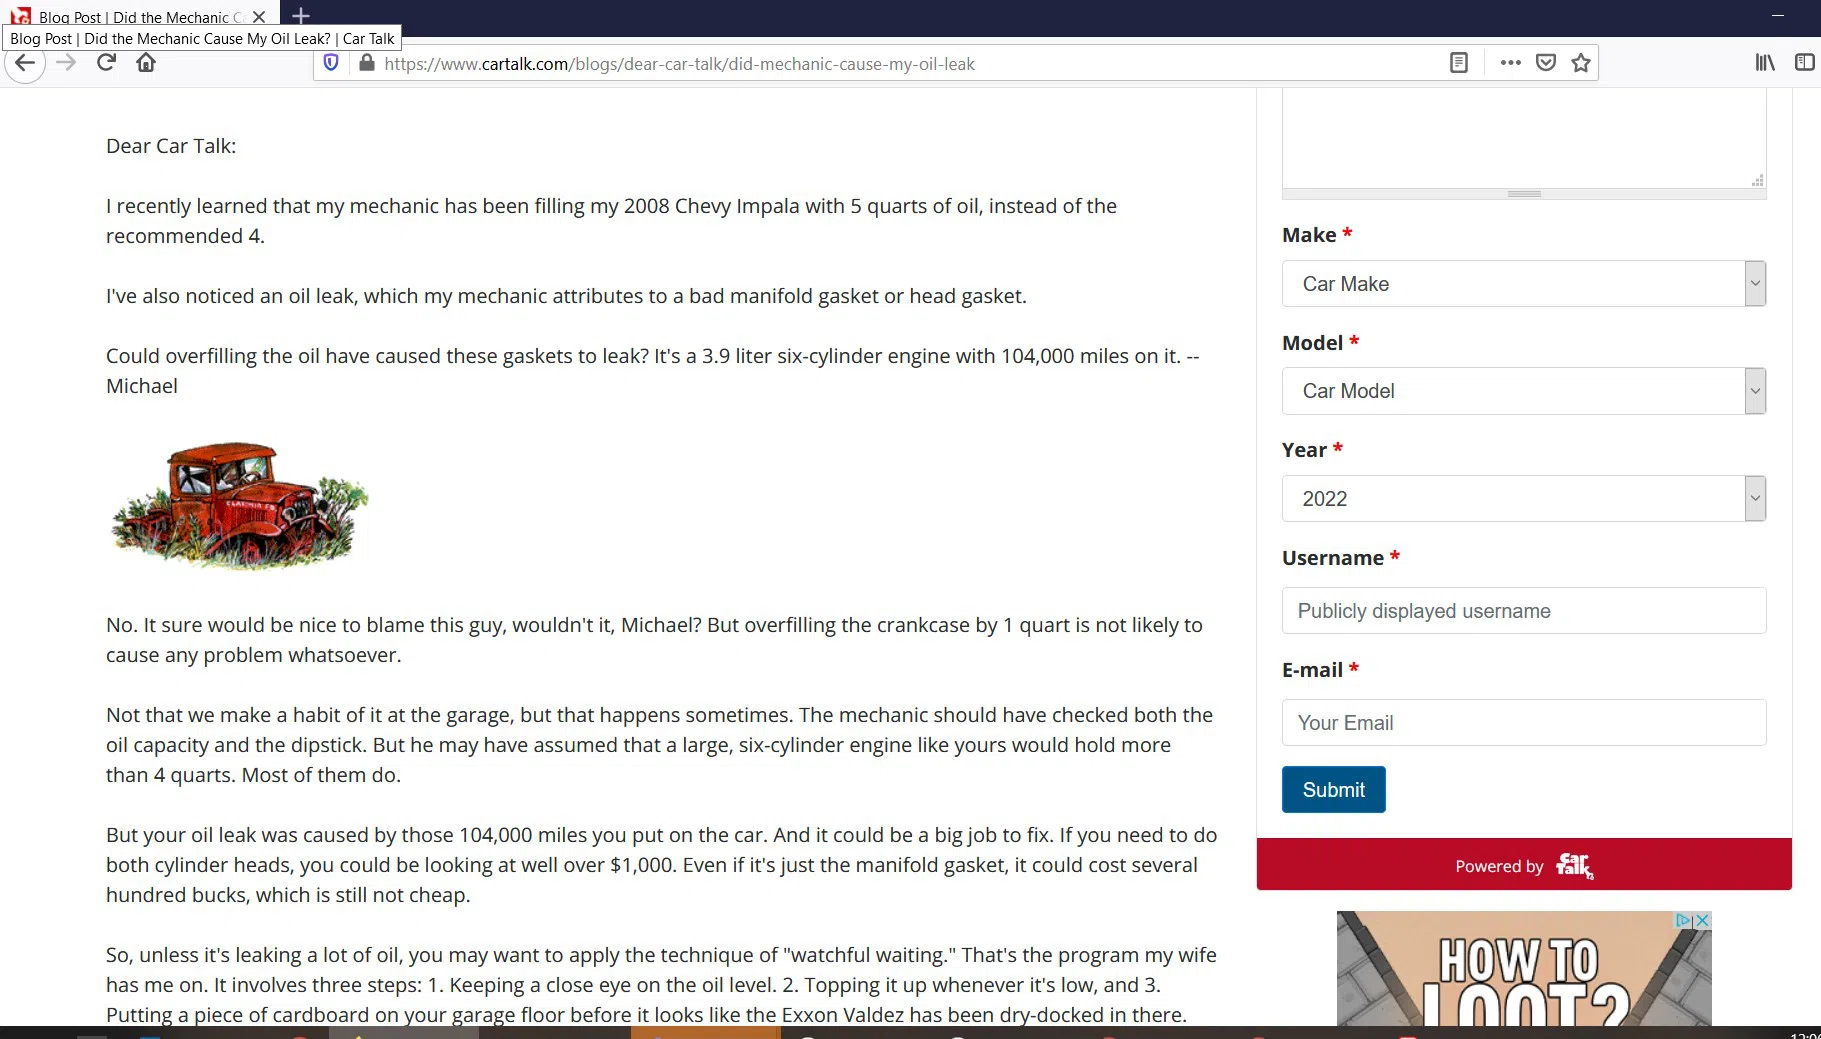 Blog Post | Did the Mechanic C
Blog Post | Did the Mechanic Cause My Oil Leak? | Car Talk
https://www.cartalk.com/blogs/dear-car-talk/did-mechanic-cause-my-oil-leak
Dear Car Talk:
I recently learned that my mechanic has been filling my 2008 Chevy Impala with 5 quarts of oil, instead of the
recommended 4.
I've also noticed an oil leak, which my mechanic attributes to a bad manifold gasket or head gasket.
Could overfilling the oil have caused these gaskets to leak? It's a 3.9 liter six-cylinder engine with 104,000 miles on it. --
Michael
No. It sure would be nice to blame this guy, wouldn't it, Michael? But overfilling the crankcase by 1 quart is not likely to
cause any problem whatsoever.
Not that we make a habit of it at the garage, but that happens sometimes. The mechanic should have checked both the
oil capacity and the dipstick. But he may have assumed that a large, six-cylinder engine like yours would hold more
than 4 quarts. Most of them do.
But your oil leak was caused by those 104,000 miles you put on the car. And it could be a big job to fix. If you need to do
both cylinder heads, you could be looking at well over $1,000. Even if it's just the manifold gasket, it could cost several
hundred bucks, which is still not cheap.
So, unless it's leaking a lot of oil, you may want to apply the technique of "watchful waiting." That's the program my wife
has me on. It involves three steps: 1. Keeping a close eye on the oil level. 2. Topping it up whenever it's low, and 3.
Putting a piece of cardboard on your garage floor before it looks like the Exxon Valdez has been dry-docked in there.
Make *
Car Make
Model *
Car Model
Year *
2022
Username *
Publicly displayed username
E-mail *
Your Email
Submit
Powered by Car Talk
HOW TO
LOOT?